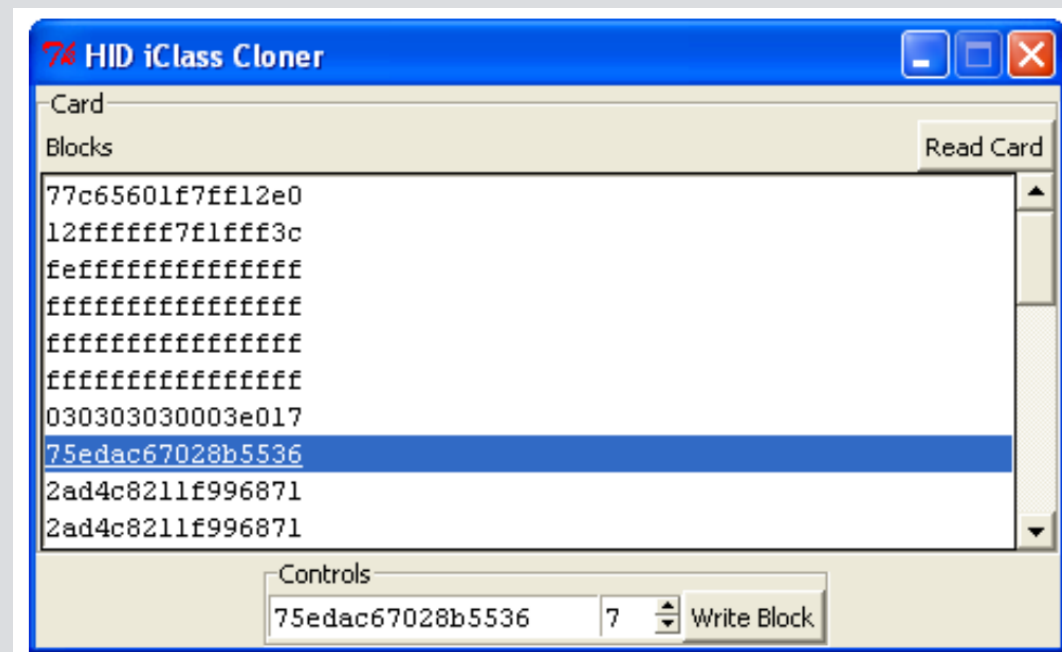 7% HID iClass Cloner
Card
Blocks
Read Card
77c65601f7ff12e0
12ffffff7f1fff3c
feffffffffffffff
ffffffffffffffff
ffffffffffffffff
ffffffffffffffff
030303030003e017
75edac67028b5536
2ad4c8211f996871
2ad4c8211f996871
Controls
75edac67028b5536
7
Write Block